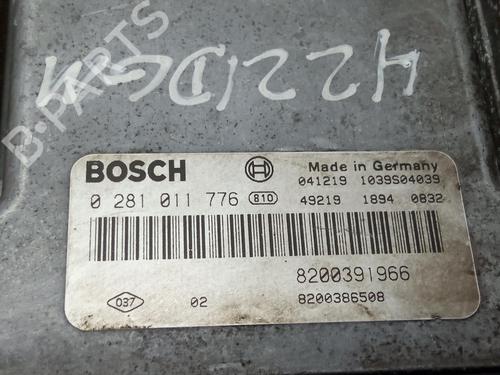 B-PARTS
H221DGM
BOSCH
Made in Germany
041219 1039S04039
0 281 011 776 810
49219 1894 0832
8200391966
037 02 8200386508